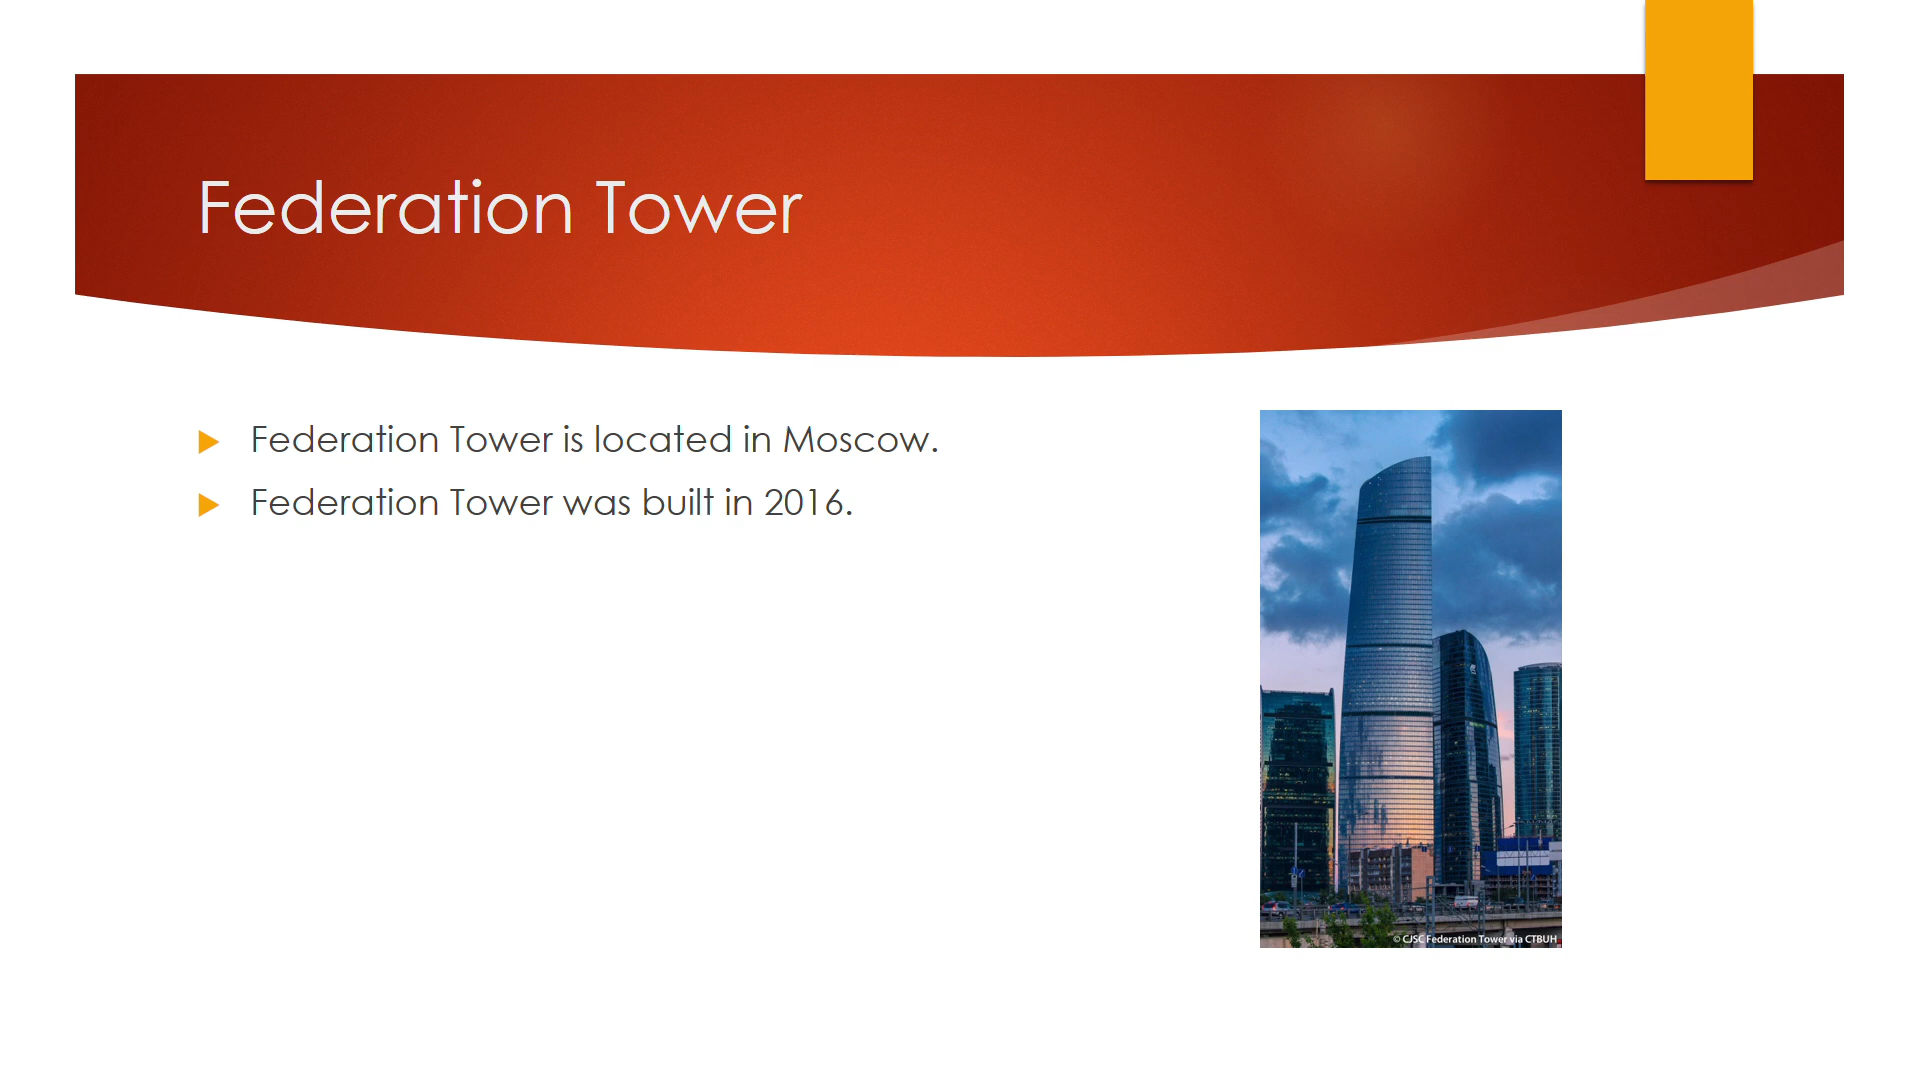 Federation Tower
Federation Tower is located in Moscow.
Federation Tower was built in 2016.
© CJSC Federation Tower via CTBUH